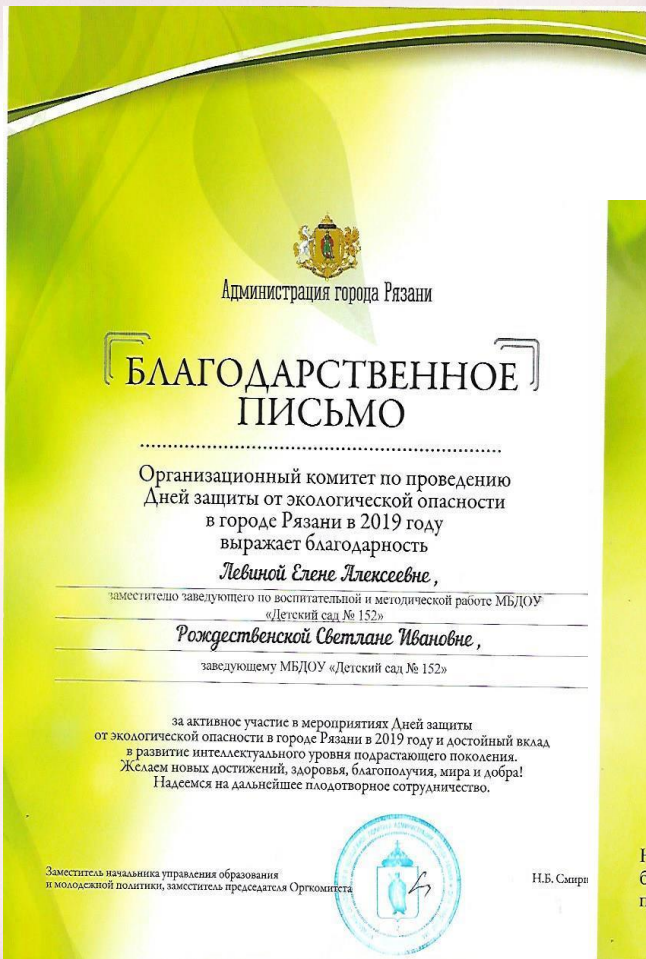 Администрация города Рязани
БЛАГОДАРСТВЕННОЕ
ПИСЬМО
Организационный комитет по проведению
Дней защиты от экологической опасности
в городе Рязани в 2019 году
выражает благодарность
Левиной Елене Алексеевне,
заместителю заведующего по воспитательной и методической работе МБДОУ
«Детский сад № 152»
Рождественской Светлане Ивановне,
заведующему МБДОУ «Детский сад № 152»
за активное участие в мероприятиях Дней защиты
от экологической опасности в городе Рязани в 2019 году и достойный вклад
в развитие интеллектуального уровня подрастающего поколения.
Желаем новых достижений, здоровья, благополучия, мира и добра!
Надеемся на дальнейшее плодотворное сотрудничество.
Заместитель начальника управления образования
и молодежной политики, заместитель председателя Оргкомитета
Н.Б. Смирн